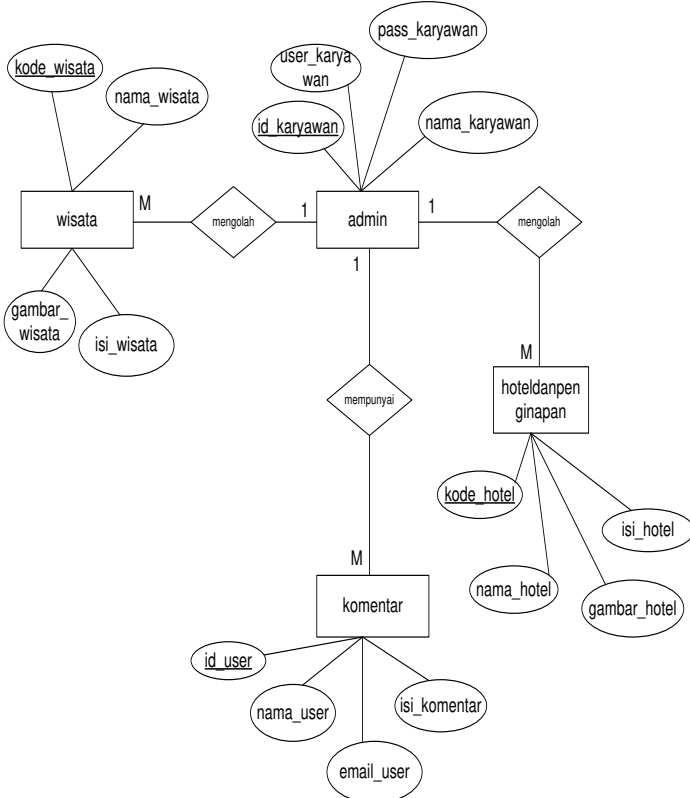 pass_karyawan
user_karya
wan
kode_wisata
nama_wisata
id_karyawan
nama_karyawan
M
1
1
wisata
mengolah
admin
mengolah
1
gambar_
wisata
isi_wisata
M
hoteldanpen
ginapan
mempunyai
kode_hotel
isi_hotel
M
nama_hotel
gambar_hotel
komentar
id_user
nama_user
isi_komentar
email_user